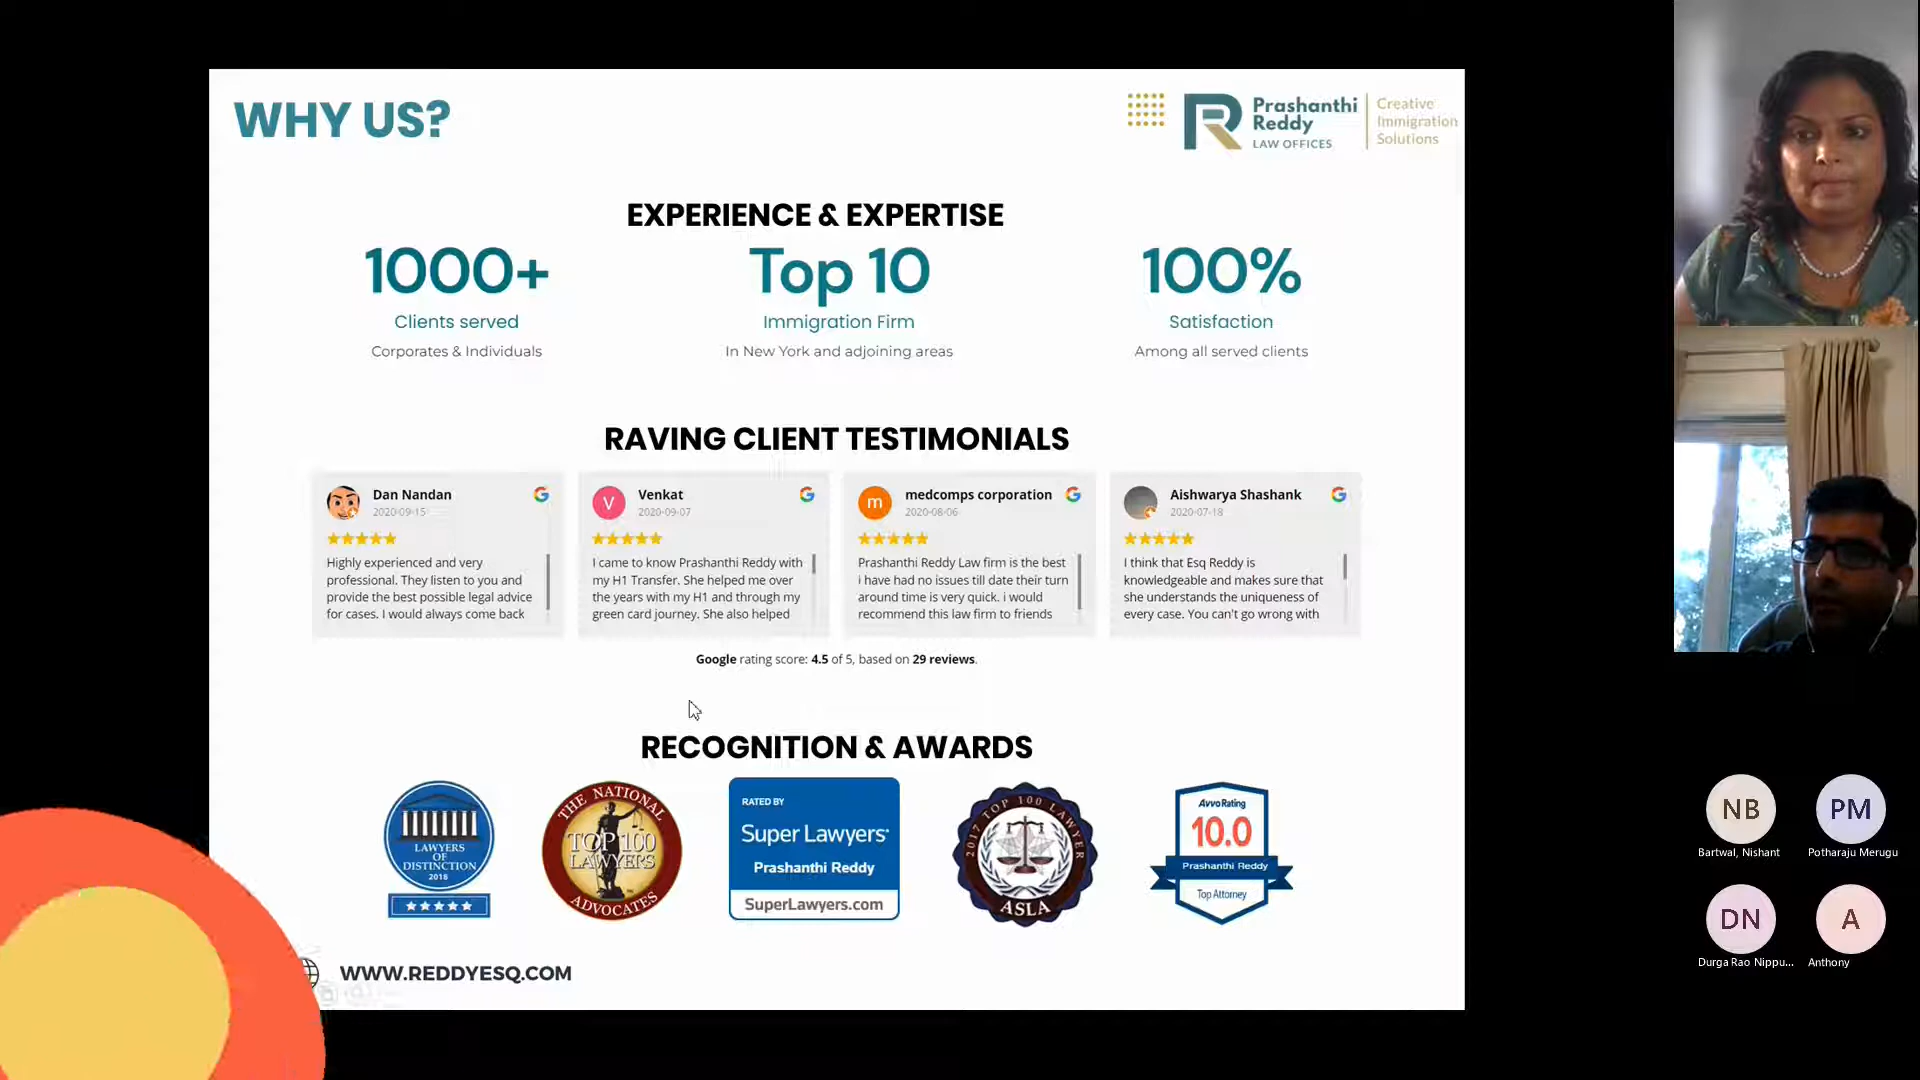 WHY US?
Prashanthi
Reddy
LAW OFFICES
Creative
Immigration
Solutions
EXPERIENCE & EXPERTISE
1000+
Clients served
Corporates & Individuals
Top 10
Immigration Firm
In New York and adjoining areas
100%
Satisfaction
Among all served clients
RAVING CLIENT TESTIMONIALS
Dan Nandan
2020-09-15
Highly experienced and very
professional. They listen to you and
provide the best possible legal advice
for cases. I would always come back
V
Venkat
2020-09-07
I came to know Prashanthi Reddy with
my H1 Transfer. She helped me over
the years with my H1 and through my
green card journey. She also helped
m
medcomps corporation
2020-08-06
Prashanthi Reddy Law firm is the best
i have had no issues till date their turn
around time is very quick. i would
recommend this law firm to friends
Aishwarya Shashank
2020-07-18
I think that Esq Reddy is
knowledgeable and makes sure that
she understands the uniqueness of
every case. You can't go wrong with
Google rating score: 4.5 of 5, based on 29 reviews.
RECOGNITION & AWARDS
LAWYERS
OF
DISTINCTION
2018
THE NATIONAL
TOP 100
LAWYERS
ADVOCATES
RATED BY
Super Lawyers
Prashanthi Reddy
SuperLawyers.com
2017 TOP 100 LAWYER
ASLA
Avvo Rating
10.0
Prashanthi Reddy
Top Attorney
WWW.REDDYESQ.COM
NB
Bartwal, Nishant
PM
Potharaju Merugu
DN
Durga Rao Nippu...
A
Anthony